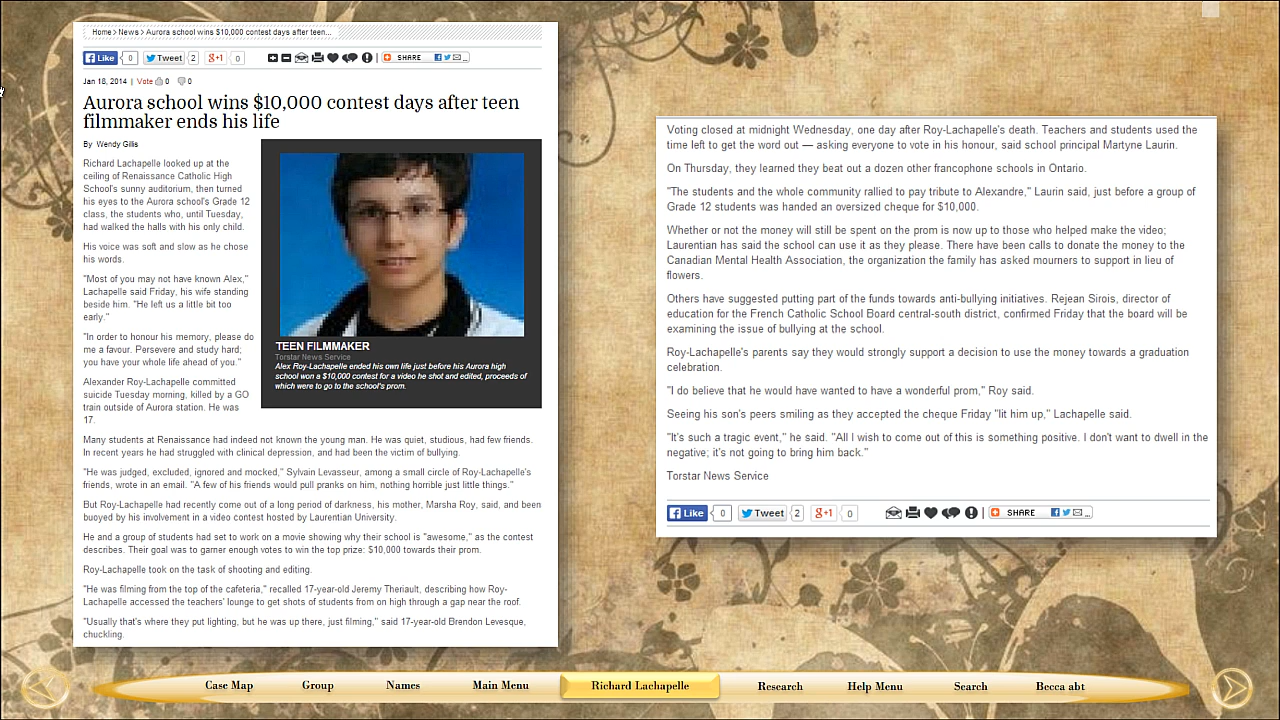 Home > News > Aurora school wins $10,000 contest days after teen...
Like 0 Tweet 2 g+1 0 | SHARE ...
Jan 18, 2014 | Vote 0 0
Aurora school wins $10,000 contest days after teen
filmmaker ends his life
By Wendy Gillis
Richard Lachapelle looked up at the
ceiling of Renaissance Catholic High
School's sunny auditorium, then turned
his eyes to the Aurora school's Grade 12
class, the students who, until Tuesday,
had walked the halls with his only child.
His voice was soft and slow as he chose
his words.
"Most of you may not have known Alex,"
Lachapelle said Friday, his wife standing
beside him. "He left us a little bit too
early."
"In order to honour his memory, please do
me a favour. Persevere and study hard;
you have your whole life ahead of you."
Alexander Roy-Lachapelle committed
suicide Tuesday morning, killed by a GO
train outside of Aurora station. He was
17.
TEEN FILMMAKER
Torstar News Service
Alex Roy-Lachapelle ended his own life just before his Aurora high
school won a $10,000 contest for a video he shot and edited, proceeds of
which were to go to the school's prom.
Many students at Renaissance had indeed not known the young man. He was quiet, studious, had few friends.
In recent years he had struggled with clinical depression, and had been the victim of bullying.
"He was judged, excluded, ignored and mocked," Sylvain Levasseur, among a small circle of Roy-Lachapelle's
friends, wrote in an email. "A few of his friends would pull pranks on him, nothing horrible just little things."
But Roy-Lachapelle had recently come out of a long period of darkness, his mother, Marsha Roy, said, and been
buoyed by his involvement in a video contest hosted by Laurentian University.
He and a group of students had set to work on a movie showing why their school is "awesome," as the contest
describes. Their goal was to garner enough votes to win the top prize: $10,000 towards their prom.
Roy-Lachapelle took on the task of shooting and editing.
"He was filming from the top of the cafeteria," recalled 17-year-old Jeremy Theriault, describing how Roy-
Lachapelle accessed the teachers' lounge to get shots of students from on high through a gap near the roof.
"Usually that's where they put lighting, but he was up there, just filming," said 17-year-old Brendon Levesque,
chuckling.
Voting closed at midnight Wednesday, one day after Roy-Lachapelle's death. Teachers and students used the
time left to get the word out — asking everyone to vote in his honour, said school principal Martyne Laurin.
On Thursday, they learned they beat out a dozen other francophone schools in Ontario.
"The students and the whole community rallied to pay tribute to Alexandre," Laurin said, just before a group of
Grade 12 students was handed an oversized cheque for $10,000.
Whether or not the money will still be spent on the prom is now up to those who helped make the video;
Laurentian has said the school can use it as they please. There have been calls to donate the money to the
Canadian Mental Health Association, the organization the family has asked mourners to support in lieu of
flowers.
Others have suggested putting part of the funds towards anti-bullying initiatives. Rejean Sirois, director of
education for the French Catholic School Board central-south district, confirmed Friday that the board will be
examining the issue of bullying at the school.
Roy-Lachapelle's parents say they would strongly support a decision to use the money towards a graduation
celebration.
"I do believe that he would have wanted to have a wonderful prom," Roy said.
Seeing his son's peers smiling as they accepted the cheque Friday "lit him up," Lachapelle said.
"It's such a tragic event," he said. "All I wish to come out of this is something positive. I don't want to dwell in the
negative; it's not going to bring him back."
Torstar News Service
Like 0 Tweet 2 g+1 0 | SHARE ...
Case Map Group Names Main Menu Richard Lachapelle Research Help Menu Search Becca abt